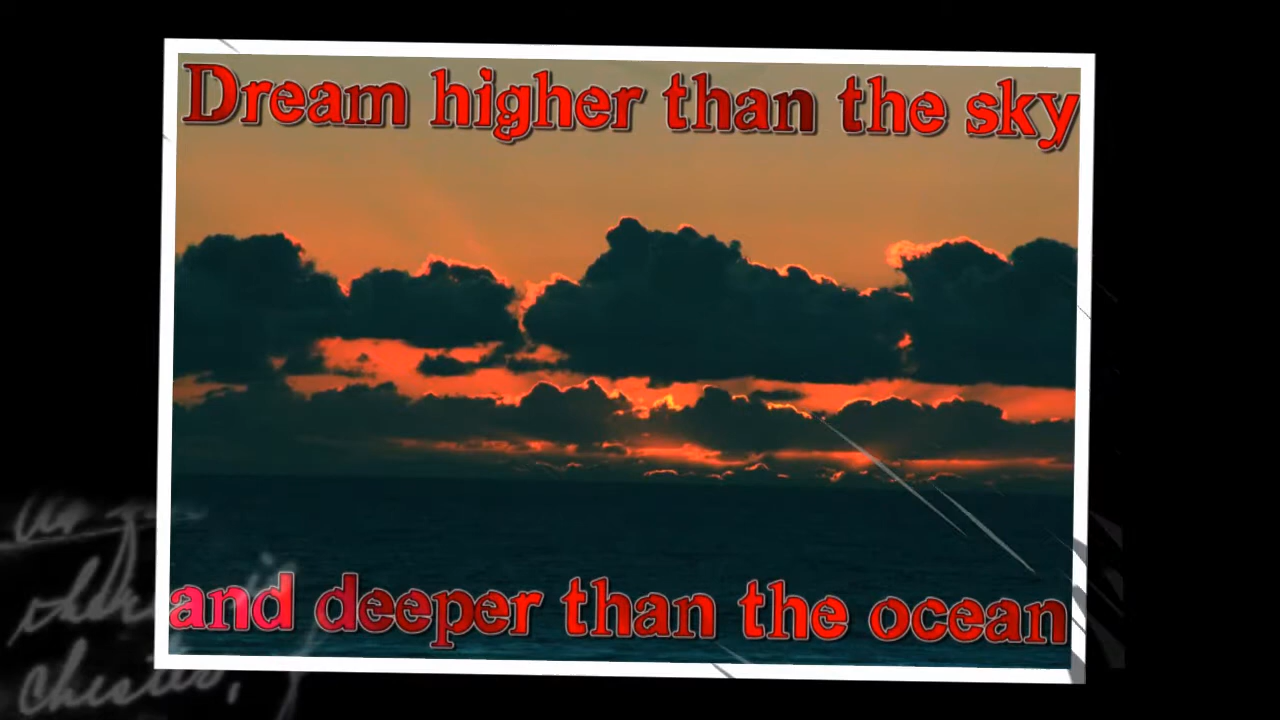 Dream higher than the sky
and deeper than the ocean